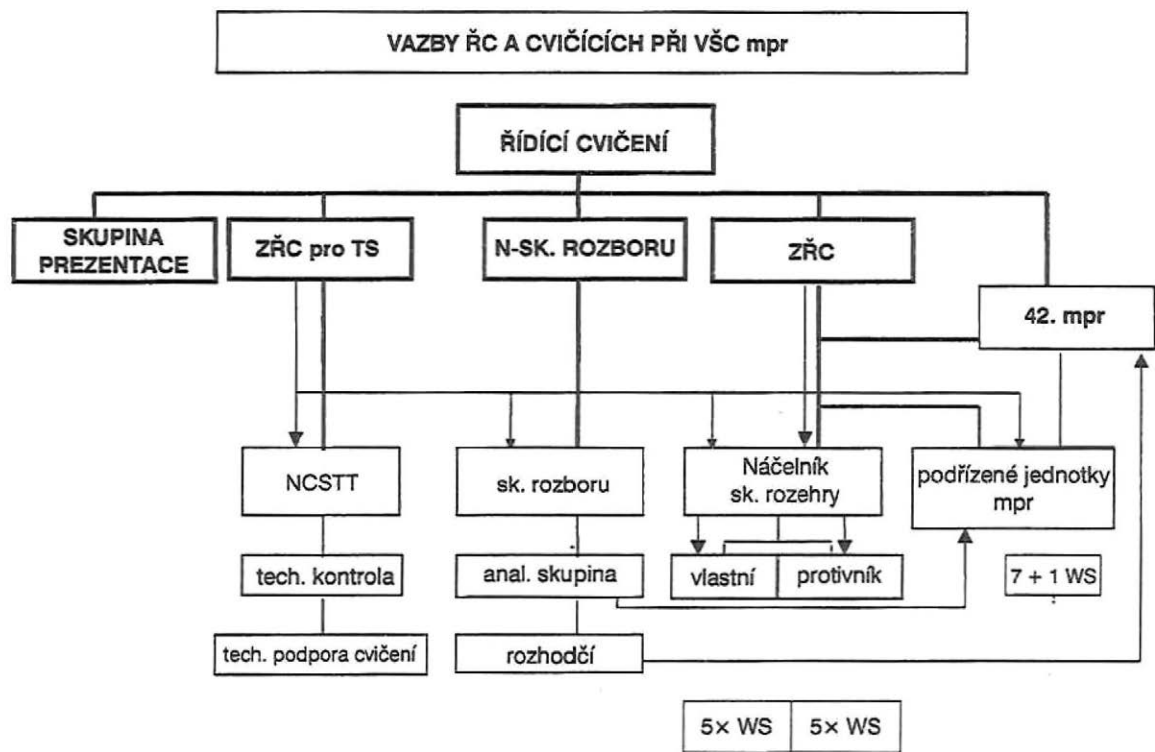 VAZBY ŘC A CVIČÍCÍCH PŘI VŠC mpr
ŘÍDÍCÍ CVIČENÍ
SKUPINA
PREZENTACE
ZŘC pro TS
N-SK. ROZBORU
ZŘC
42. mpr
NCSTT
sk. rozboru
Náčelník
sk. rozehry
podřízené jednotky
mpr
tech. kontrola
anal. skupina
vlastní
protivník
7 + 1 WS
tech. podpora cvičení
rozhodčí
5× WS
5× WS